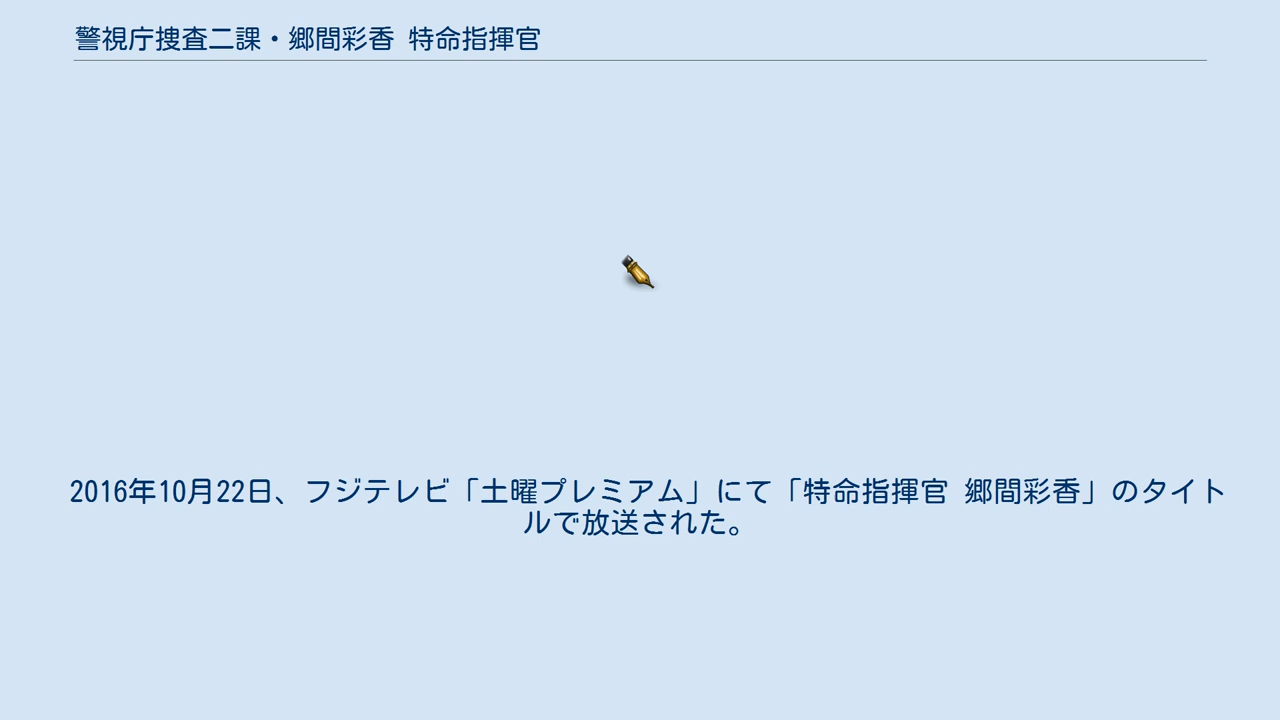 警視庁捜査二課・郷間彩香 特命指揮官
2016年10月22日、フジテレビ「土曜プレミアム」にて「特命指揮官 郷間彩香」のタイト
ルで放送された。